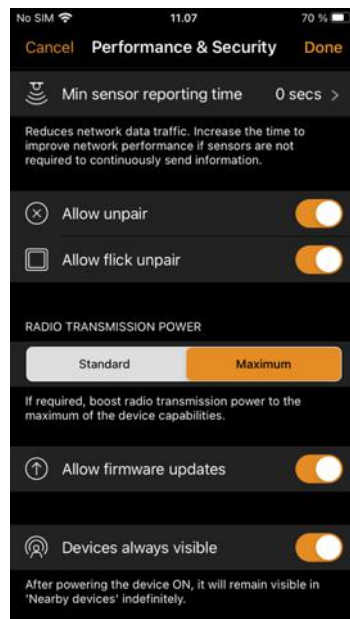 No SIM 11.07 70 %
Cancel Performance & Security Done
Min sensor reporting time 0 secs >
Reduces network data traffic. Increase the time to
improve network performance if sensors are not
required to continuously send information.
Allow unpair
Allow flick unpair
RADIO TRANSMISSION POWER
Standard Maximum
If required, boost radio transmission power to the
maximum of the device capabilities.
Allow firmware updates
Devices always visible
After powering the device ON, it will remain visible in
'Nearby devices' indefinitely.